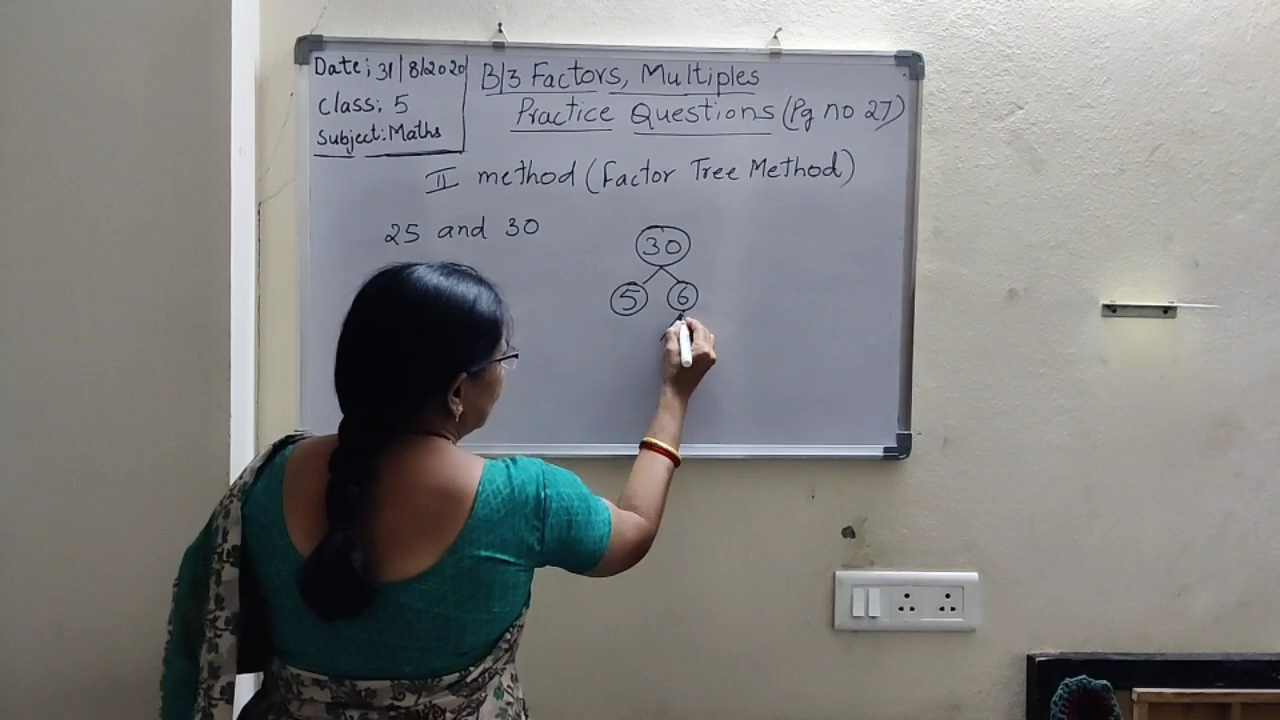 Date; 31/8/2020
Class; 5
Subject: Maths
B/3 Factors, Multiples
Practice Questions (Pg no 27)
II method (Factor Tree Method)
25 and 30
30
5 6